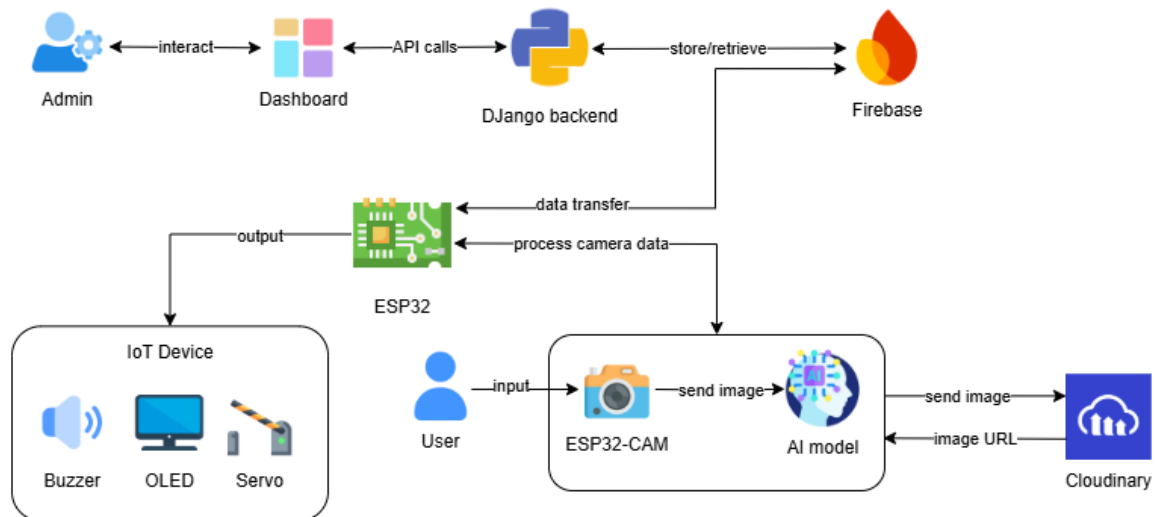 interact
API calls
store/retrieve
Admin
Dashboard
DJango backend
Firebase
data transfer
output
process camera data
ESP32
IoT Device
AI
input
send image
send image
User
ESP32-CAM
AI model
image URL
Buzzer
OLED
Servo
Cloudinary